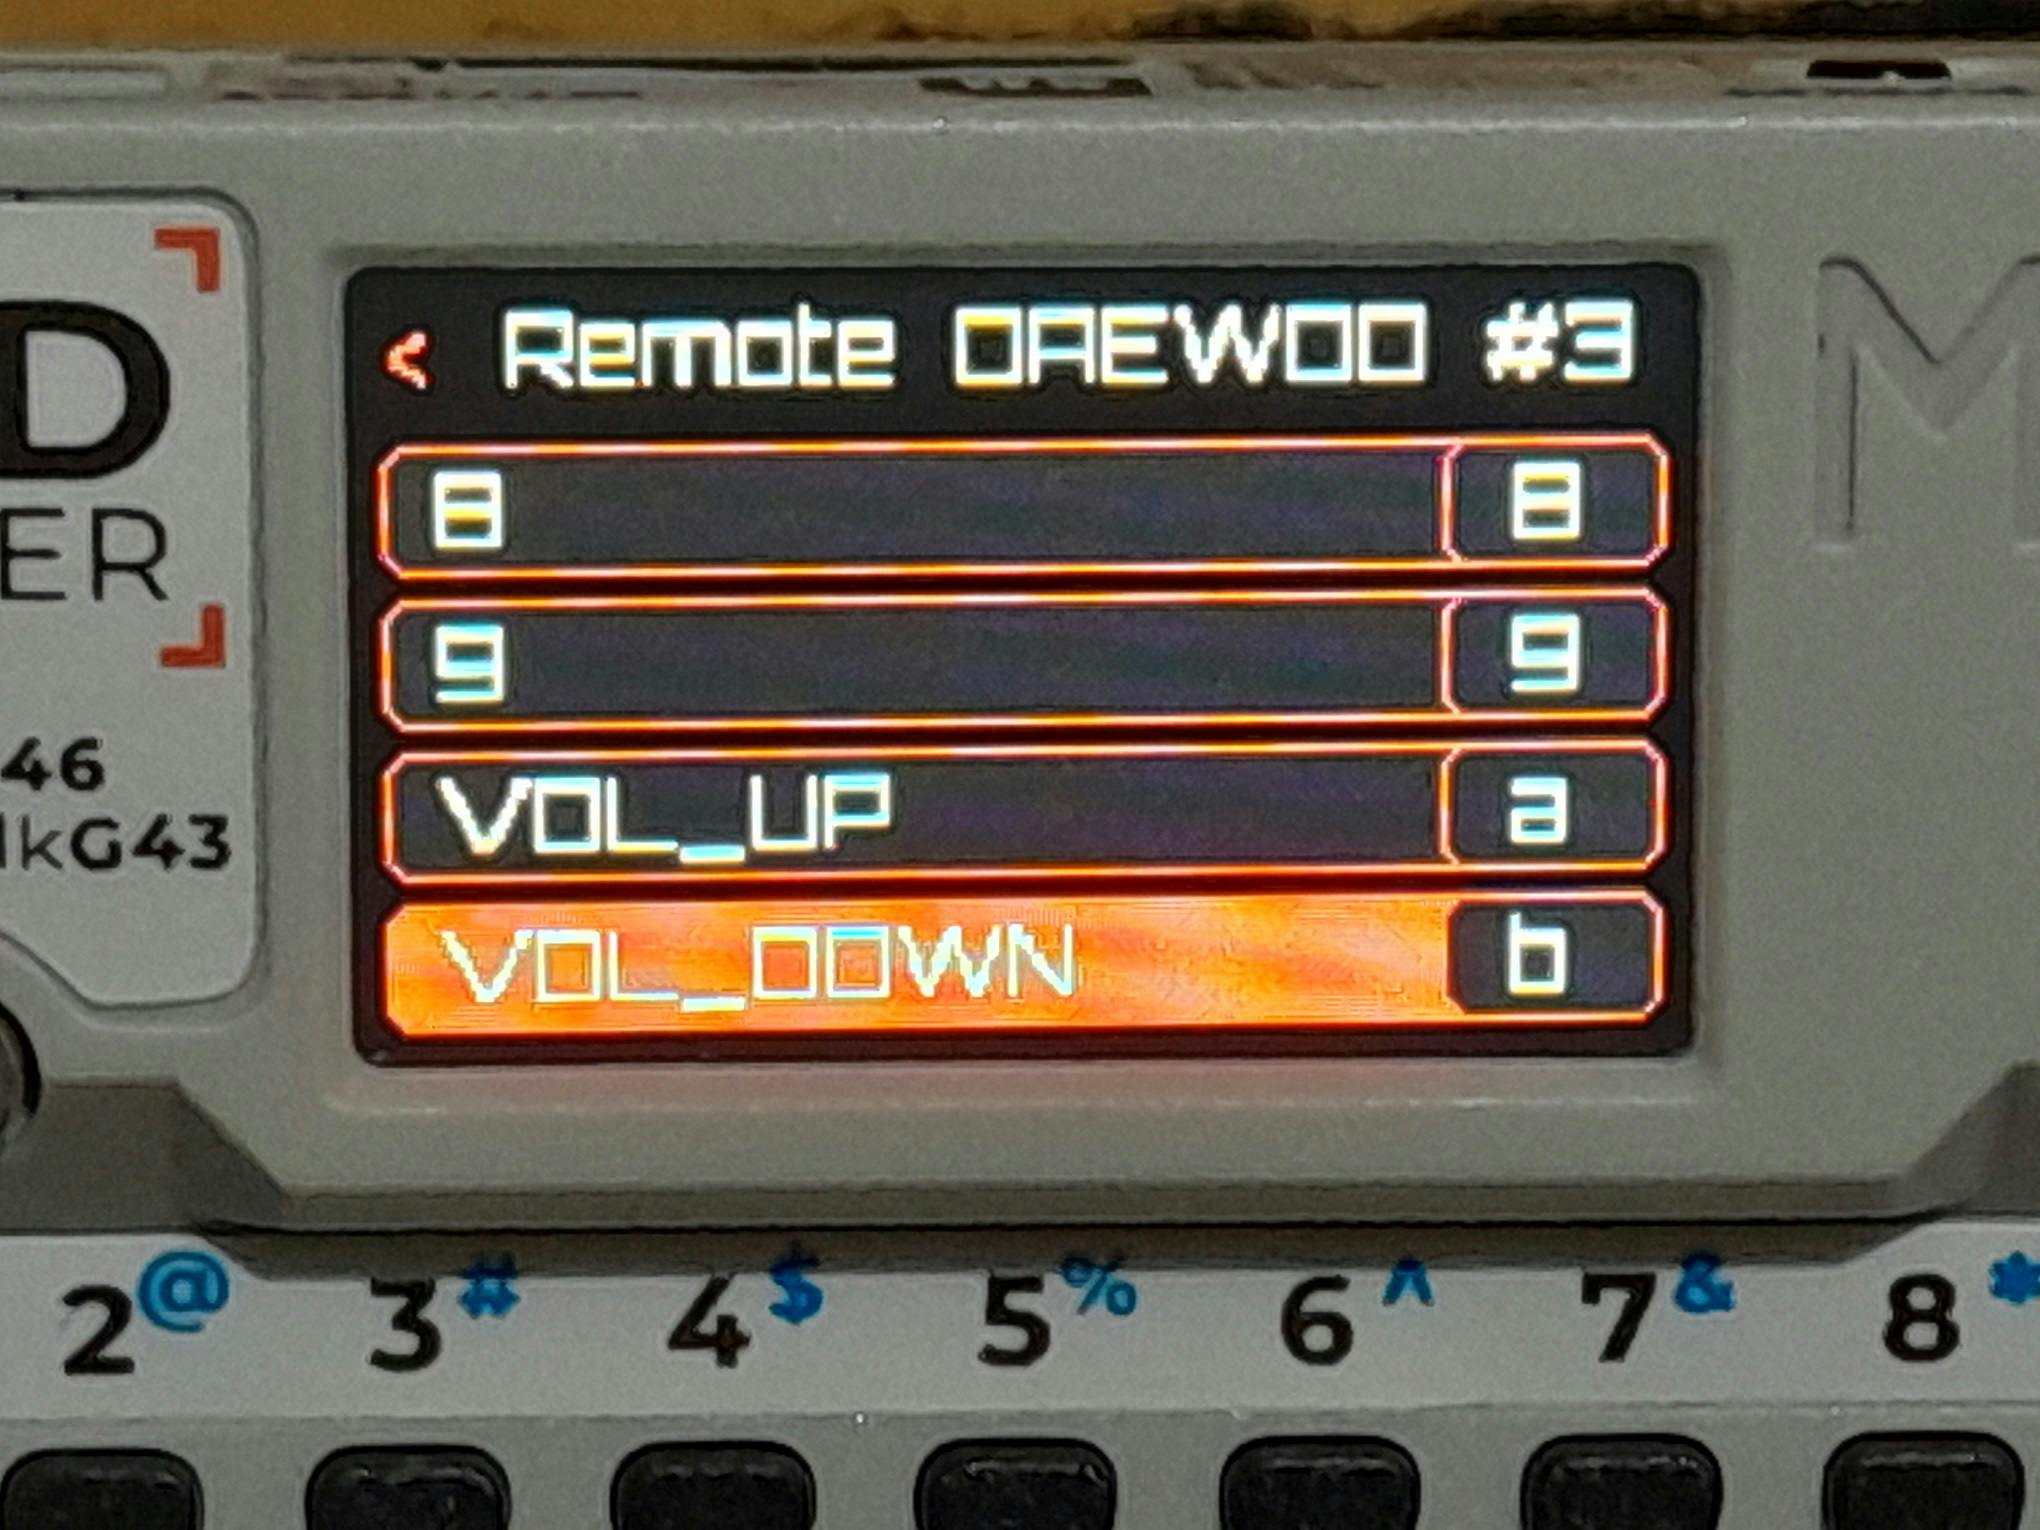 < Remote DAEWOO #3
8 8
9 9
VOL_UP a
VOL_DOWN b
D
ER
46
kG43
M
2@ 3# 4$ 5% 6^ 7& 8*